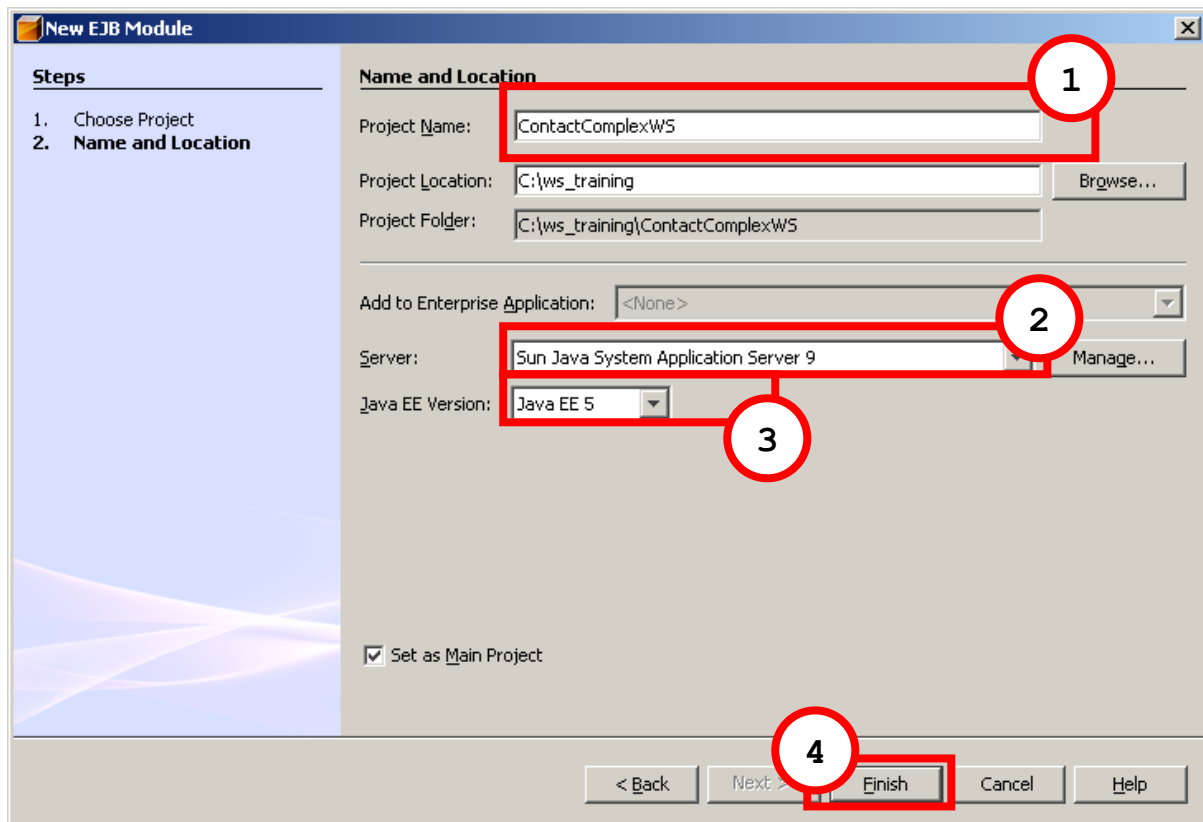 New EJB Module
Steps
1. Choose Project
2. Name and Location
Name and Location
1
Project Name: ContactComplexWS
Project Location: C:\ws_training Browse...
Project Folder: C:\ws_training\ContactComplexWS
Add to Enterprise Application: <None>
2
Server: Sun Java System Application Server 9 Manage...
Java EE Version: Java EE 5
3
Set as Main Project
4
< Back Next > Finish Cancel Help